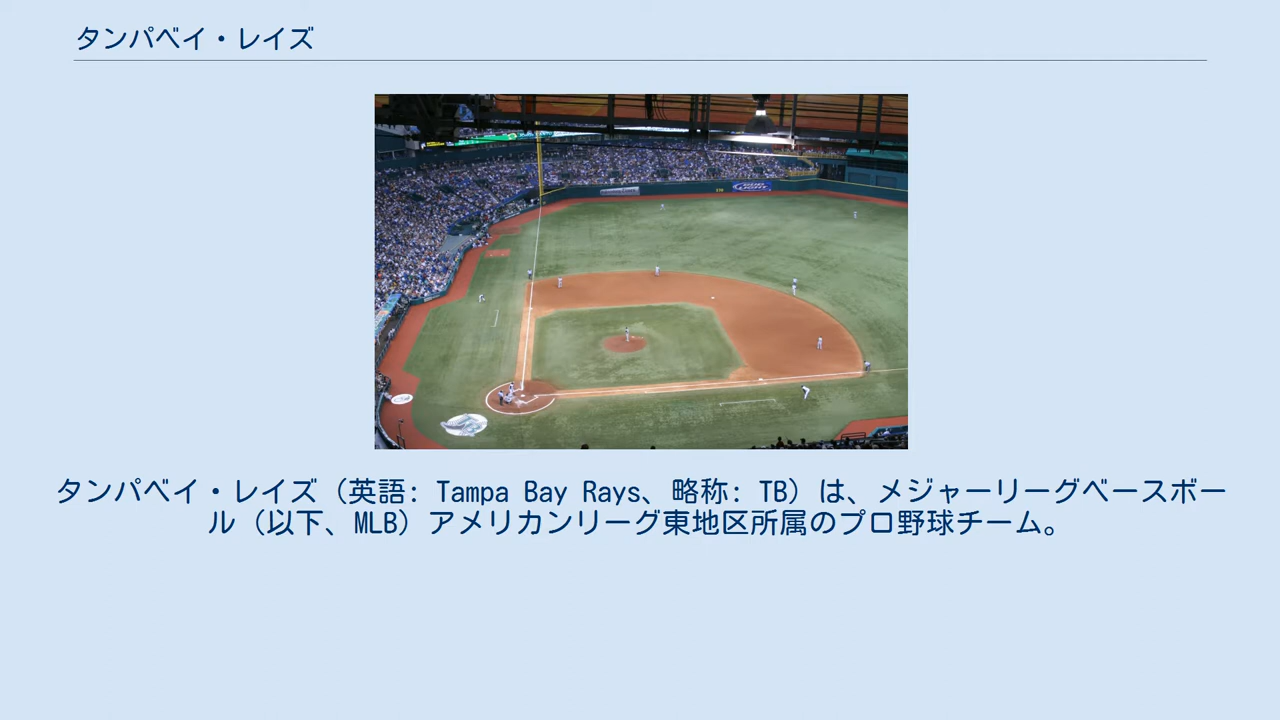 タンパベイ・レイズ
BUD LIGHT
タンパベイ・レイズ（英語: Tampa Bay Rays、略称: TB）は、メジャーリーグベースボー
ル（以下、MLB）アメリカンリーグ東地区所属のプロ野球チーム。